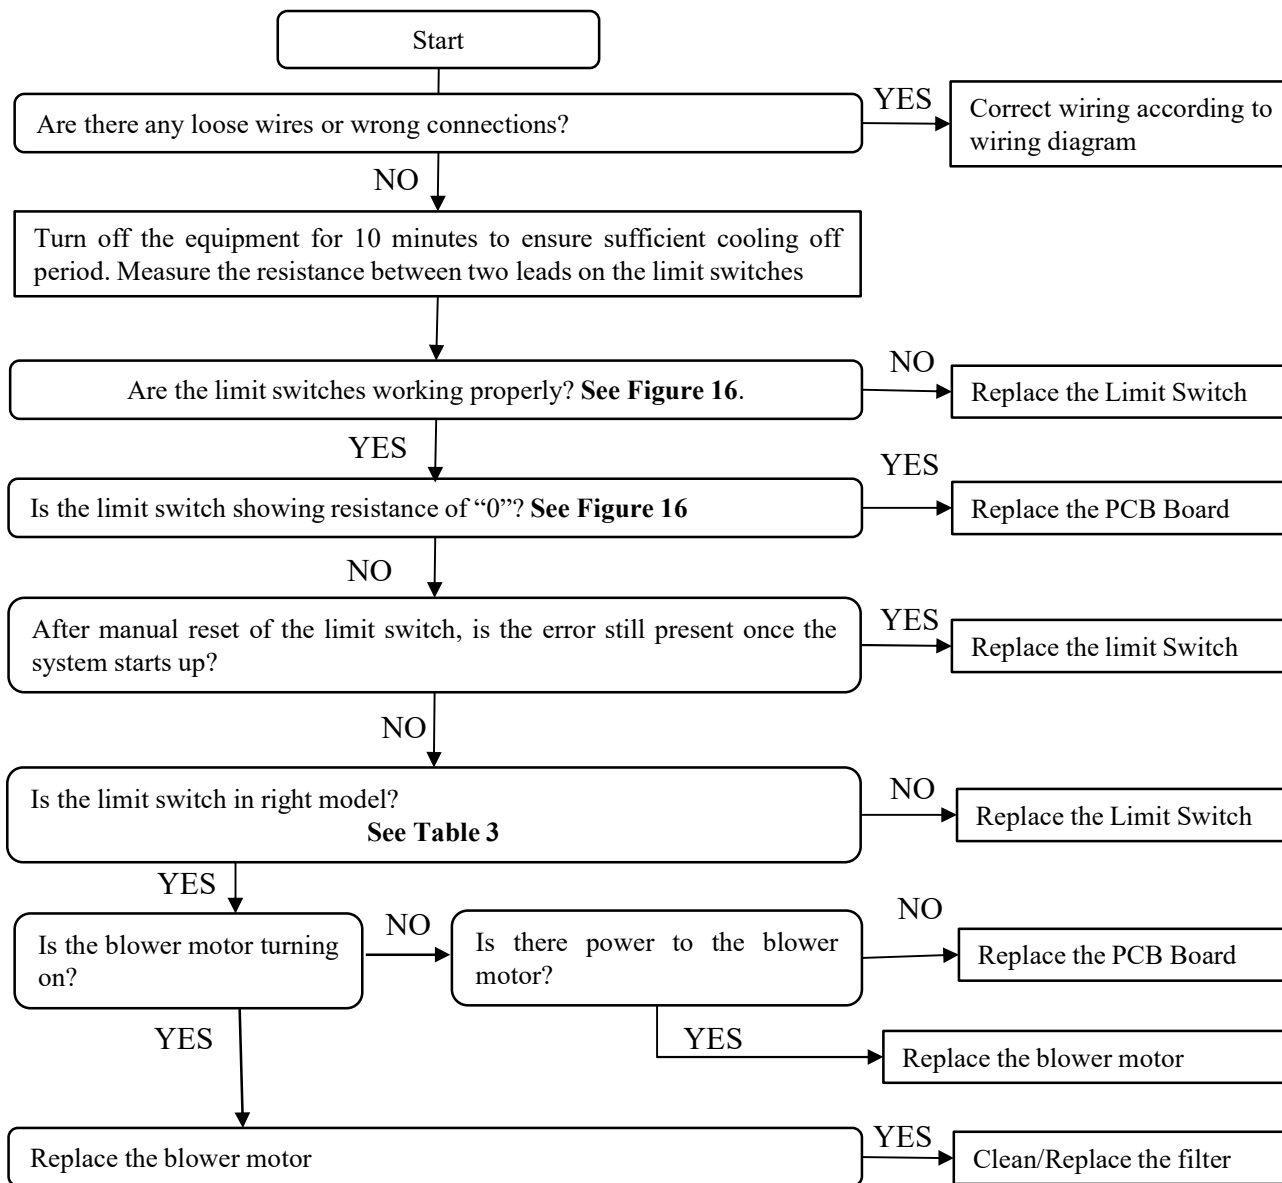 Start
YES
Are there any loose wires or wrong connections?
Correct wiring according to
wiring diagram
NO
Turn off the equipment for 10 minutes to ensure sufficient cooling off
period. Measure the resistance between two leads on the limit switches
NO
Are the limit switches working properly? See Figure 16.
Replace the Limit Switch
YES
YES
Is the limit switch showing resistance of “0”? See Figure 16
Replace the PCB Board
NO
After manual reset of the limit switch, is the error still present once the
system starts up?
YES
Replace the limit Switch
NO
Is the limit switch in right model?
See Table 3
NO
Replace the Limit Switch
YES
Is the blower motor turning
on?
NO
Is there power to the blower
motor?
NO
Replace the PCB Board
YES
YES
Replace the blower motor
Replace the blower motor
YES
Clean/Replace the filter